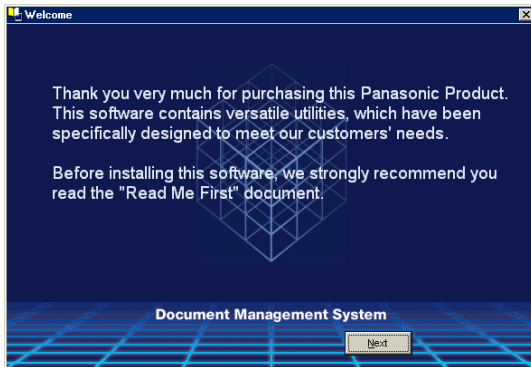 Welcome
Thank you very much for purchasing this Panasonic Product.
This software contains versatile utilities, which have been
specifically designed to meet our customers' needs.
Before installing this software, we strongly recommend you
read the "Read Me First" document.
Document Management System
Next